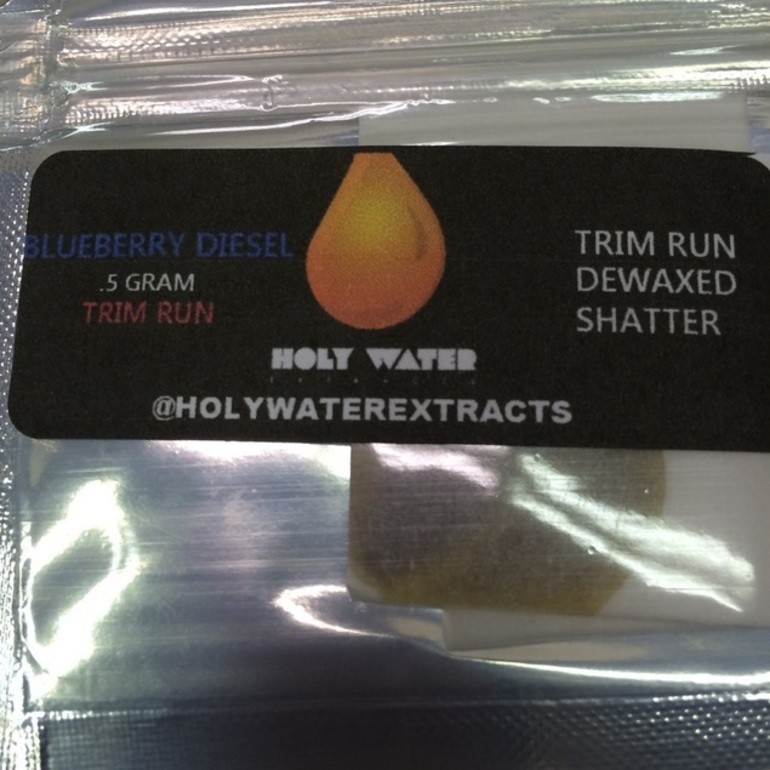 BLUEBERRY DIESEL
.5 GRAM
TRIM RUN
TRIM RUN
DEWAXED
SHATTER
HOLY WATER
@HOLYWATEREXTRACTS